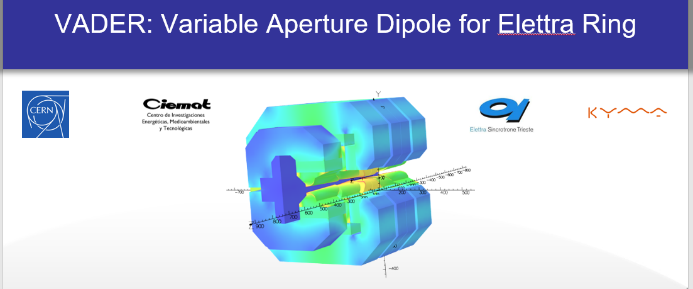 VADER: Variable Aperture Dipole for Elettra Ring
CERN
Ciemat
Centro de Investigaciones
Energéticas, Medioambientales
y Tecnológicas
Elettra Sincrotrone Trieste
KYMA
Y